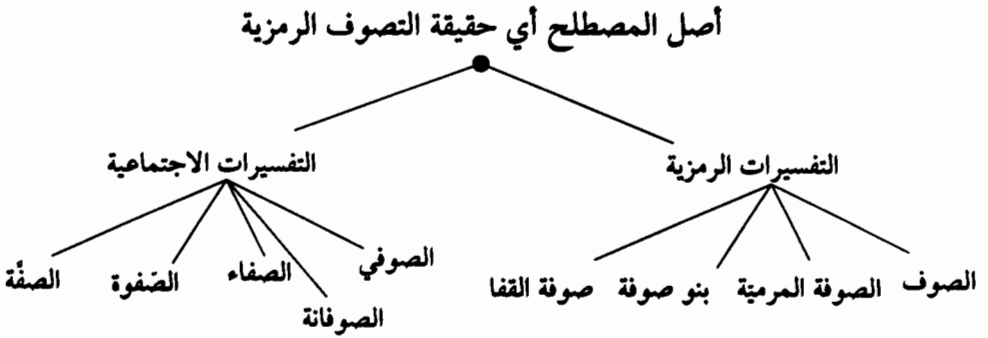 أصل المصطلح أي حقيقة التصوف الرمزية
التفسيرات الرمزية
التفسيرات الاجتماعية
الصوف
الصوفة المرميّة
بنو صوفة
صوفة القفا
الصوفي
الصوفانة
الصفاء
الصّفوة
الصفَّة